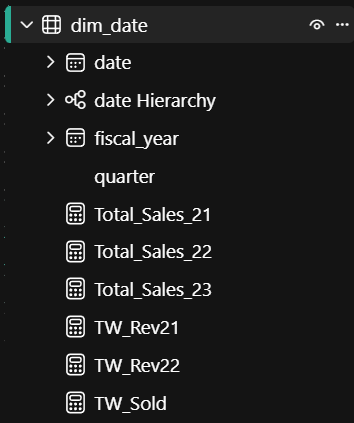 dim_date
date
date Hierarchy
fiscal_year
quarter
Total_Sales_21
Total_Sales_22
Total_Sales_23
TW_Rev21
TW_Rev22
TW_Sold